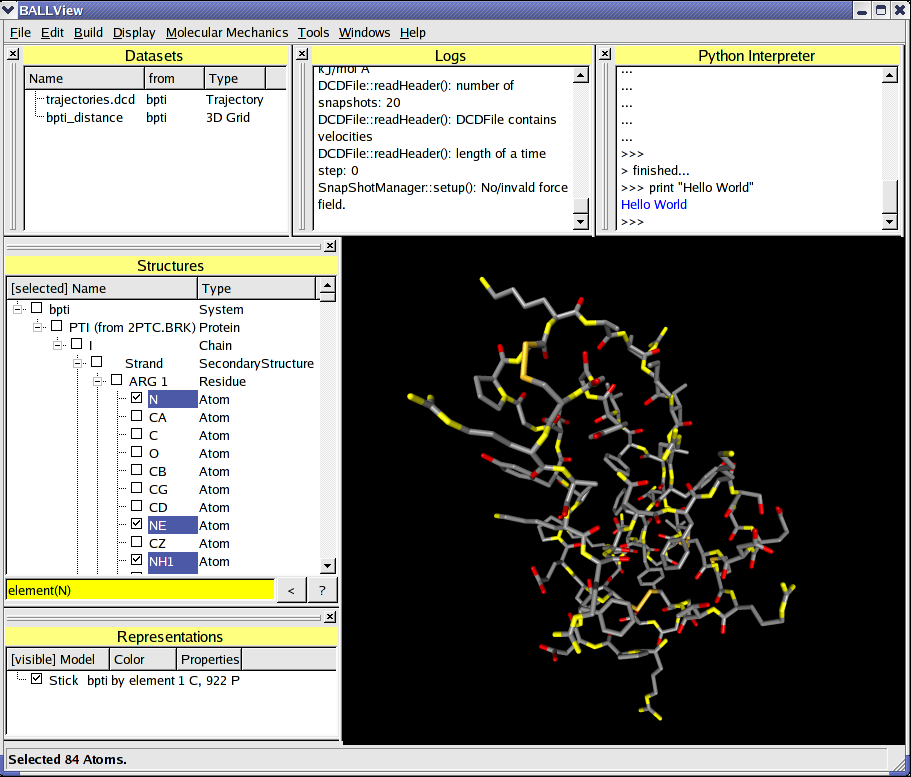 BALLView
File Edit Build Display Molecular Mechanics Tools Windows Help
Datasets
Name from Type
trajectories.dcd bpti Trajectory
bpti_distance bpti 3D Grid
Logs
kJ/mol A
DCDFile::readHeader(): number of
snapshots: 20
DCDFile::readHeader(): DCDFile contains
velocities
DCDFile::readHeader(): length of a time
step: 0
SnapShotManager::setup(): No/invald force
field.
Python Interpreter
...
...
...
...
...
>>>
> finished...
>>> print "Hello World"
Hello World
>>>
Structures
[selected] Name Type
bpti System
PTI (from 2PTC.BRK) Protein
I Chain
Strand SecondaryStructure
ARG 1 Residue
N Atom
CA Atom
C Atom
O Atom
CB Atom
CG Atom
CD Atom
NE Atom
CZ Atom
NH1 Atom
element(N) < ?
Representations
[visible] Model Color Properties
Stick bpti by element 1 C, 922 P
Selected 84 Atoms.